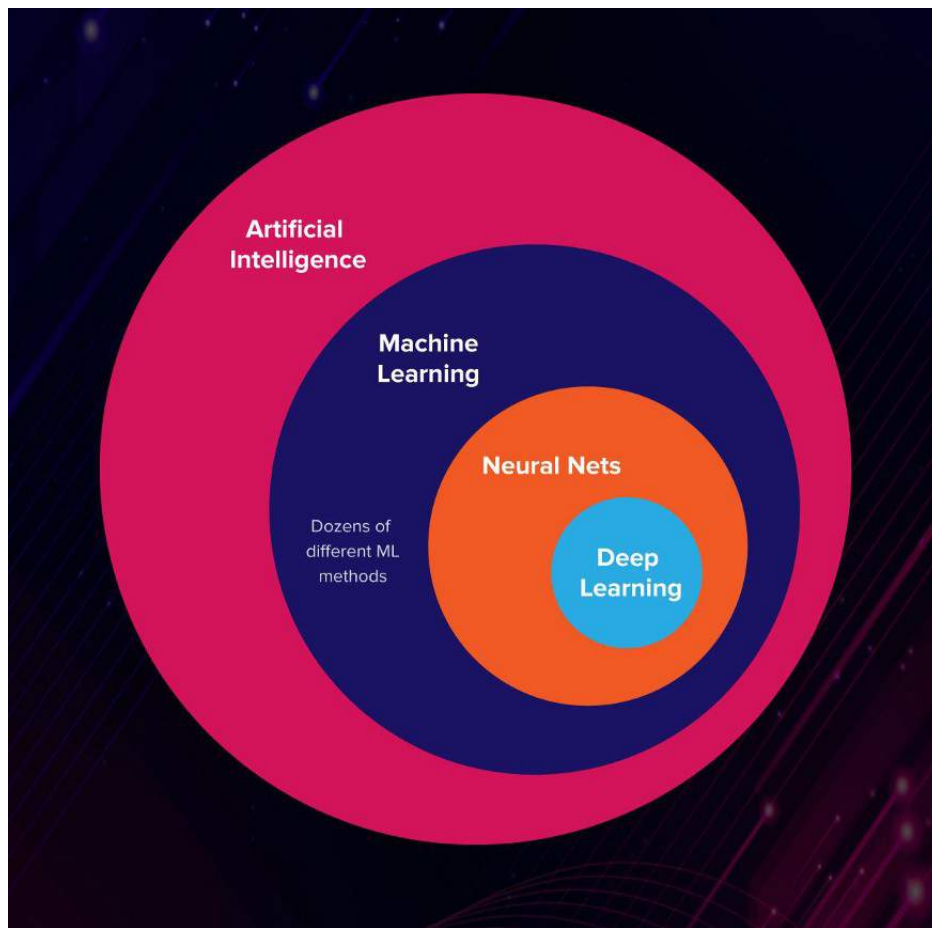 Artificial
Intelligence
Machine
Learning
Neural Nets
Dozens of
different ML
methods
Deep
Learning